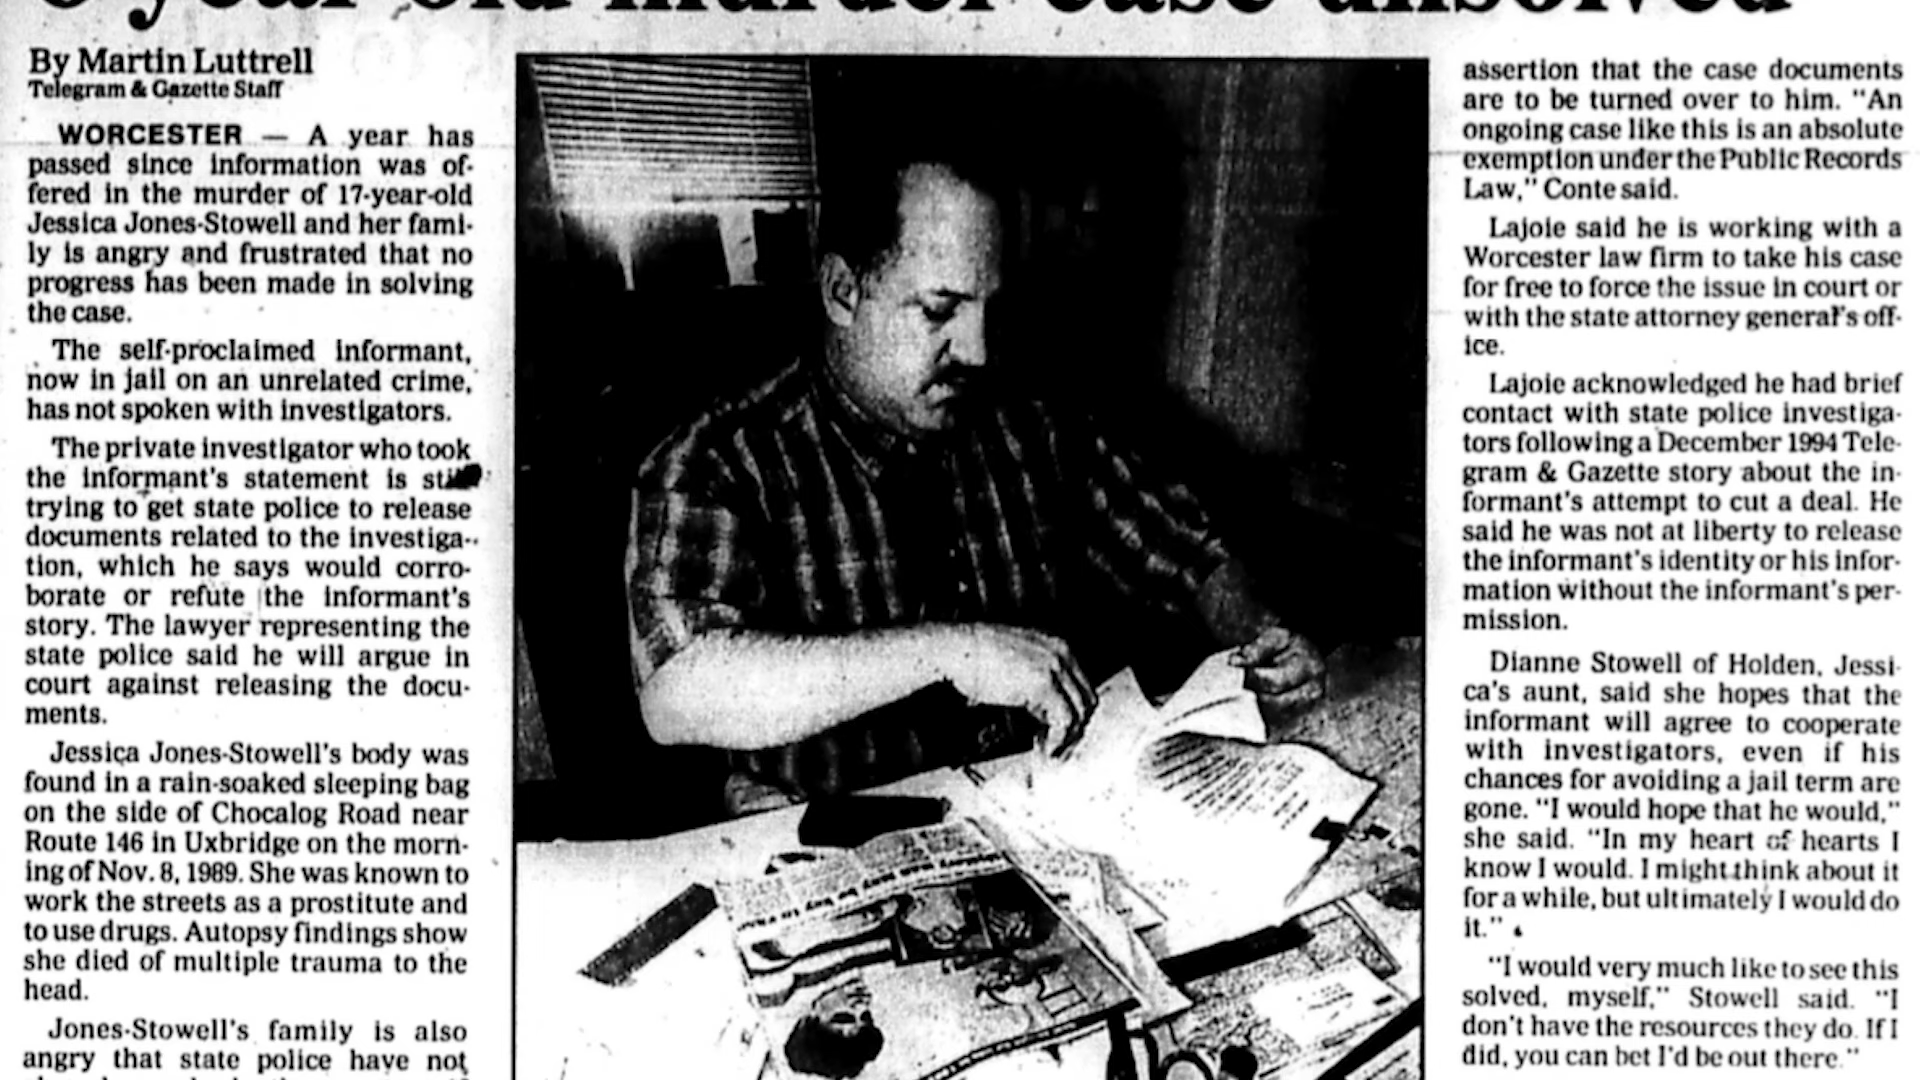 year-old murder case unsolved
By Martin Luttrell
Telegram & Gazette Staff
WORCESTER — A year has
passed since information was of-
fered in the murder of 17-year-old
Jessica Jones-Stowell and her fami-
ly is angry and frustrated that no
progress has been made in solving
the case.
The self-proclaimed informant,
now in jail on an unrelated crime,
has not spoken with investigators.
The private investigator who took
the informant's statement is still
trying to get state police to release
documents related to the investiga-
tion, which he says would corro-
borate or refute the informant's
story. The lawyer representing the
state police said he will argue in
court against releasing the docu-
ments.
Jessica Jones-Stowell's body was
found in a rain-soaked sleeping bag
on the side of Chocalog Road near
Route 146 in Uxbridge on the morn-
ing of Nov. 8, 1989. She was known to
work the streets as a prostitute and
to use drugs. Autopsy findings show
she died of multiple trauma to the
head.
Jones-Stowell's family is also
angry that state police have not
assertion that the case documents
are to be turned over to him. "An
ongoing case like this is an absolute
exemption under the Public Records
Law," Conte said.
Lajoie said he is working with a
Worcester law firm to take his case
for free to force the issue in court or
with the state attorney general's off-
ice.
Lajoie acknowledged he had brief
contact with state police investiga-
tors following a December 1994 Tele-
gram & Gazette story about the in-
formant's attempt to cut a deal. He
said he was not at liberty to release
the informant's identity or his infor-
mation without the informant's per-
mission.
Dianne Stowell of Holden, Jessi-
ca's aunt, said she hopes that the
informant will agree to cooperate
with investigators, even if his
chances for avoiding a jail term are
gone. "I would hope that he would,"
she said. "In my heart of hearts I
know I would. I might think about it
for a while, but ultimately I would do
it."
"I would very much like to see this
solved, myself," Stowell said. "I
don't have the resources they do. If I
did, you can bet I'd be out there."